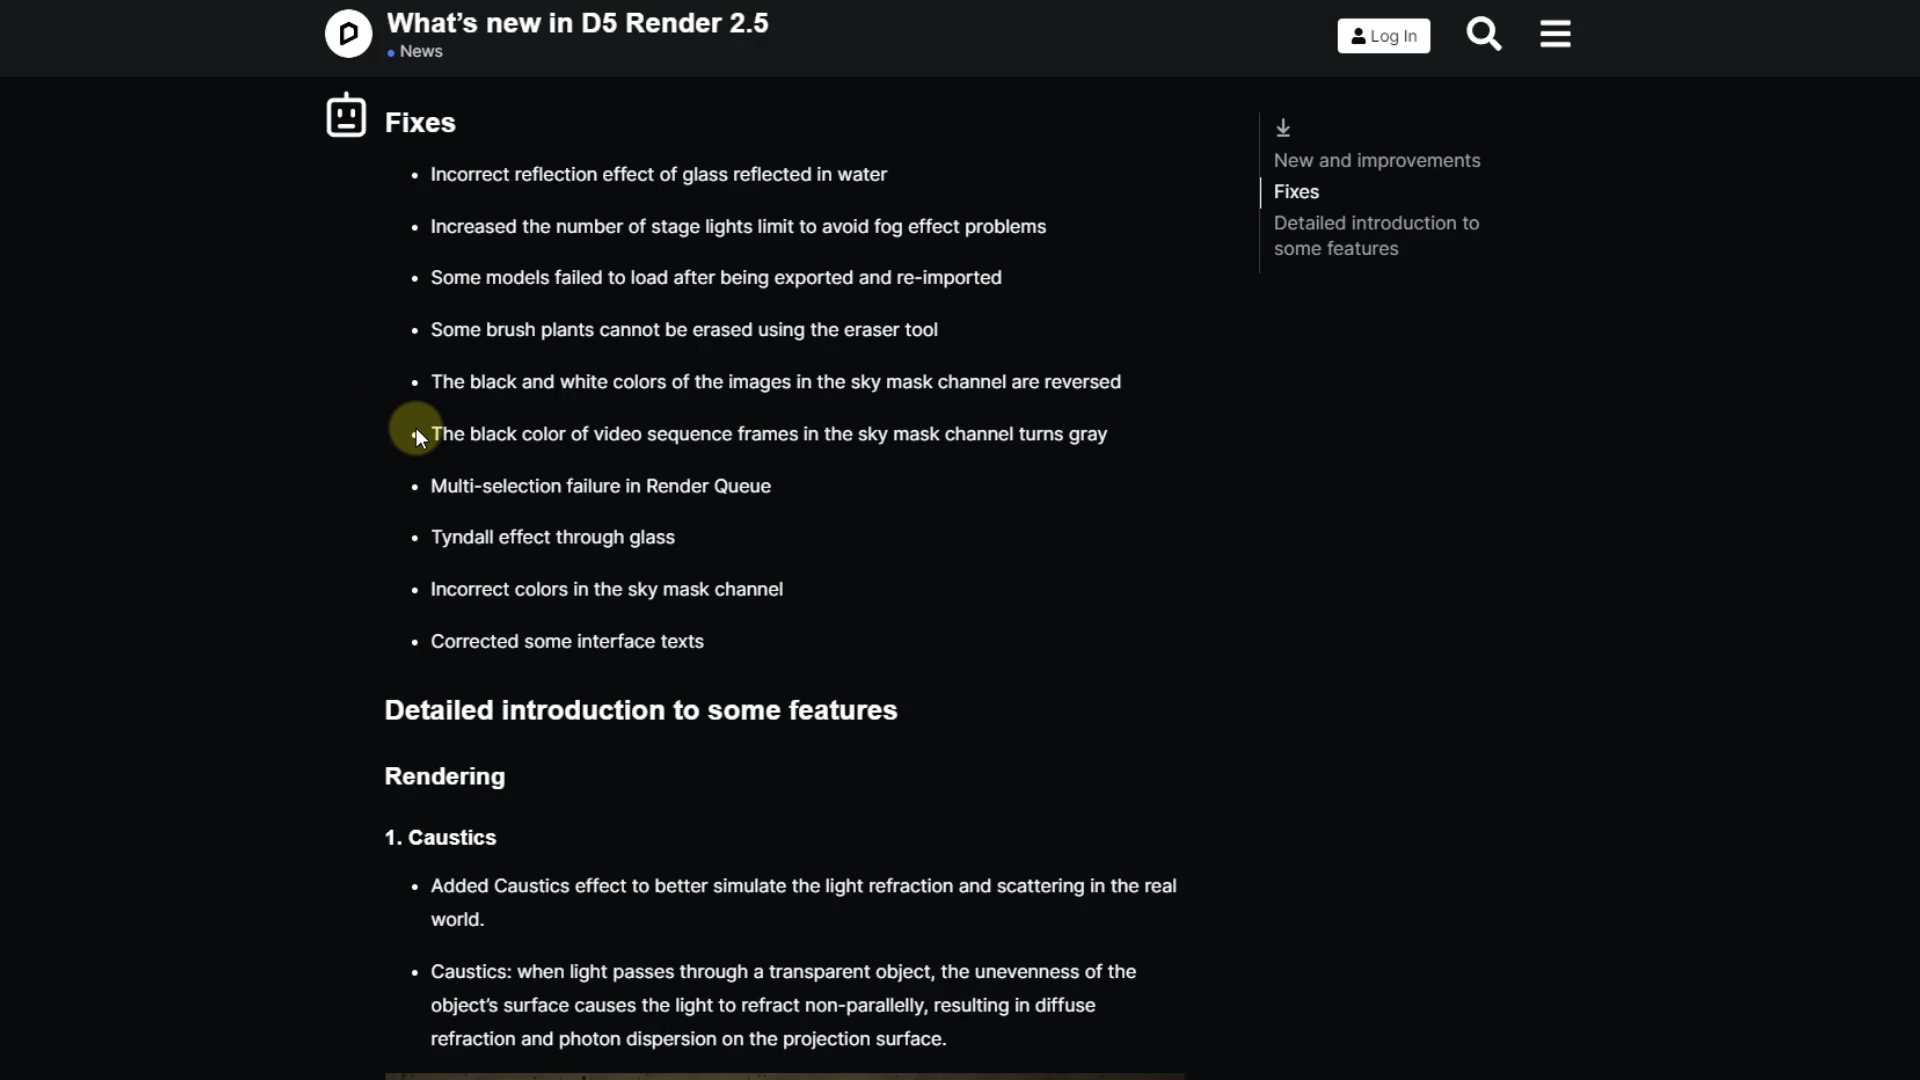 What's new in D5 Render 2.5
News
Log In
Fixes
Incorrect reflection effect of glass reflected in water
Increased the number of stage lights limit to avoid fog effect problems
Some models failed to load after being exported and re-imported
Some brush plants cannot be erased using the eraser tool
The black and white colors of the images in the sky mask channel are reversed
The black color of video sequence frames in the sky mask channel turns gray
Multi-selection failure in Render Queue
Tyndall effect through glass
Incorrect colors in the sky mask channel
Corrected some interface texts
Detailed introduction to some features
Rendering
1. Caustics
Added Caustics effect to better simulate the light refraction and scattering in the real
world.
Caustics: when light passes through a transparent object, the unevenness of the
object's surface causes the light to refract non-parallelly, resulting in diffuse
refraction and photon dispersion on the projection surface.
New and improvements
Fixes
Detailed introduction to
some features